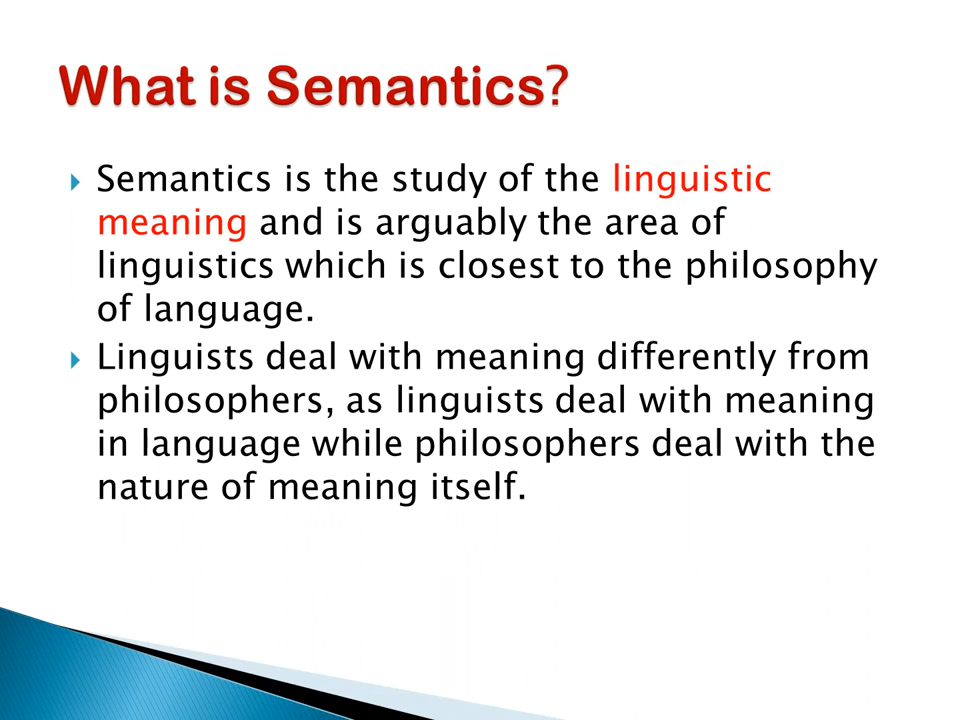 What is Semantics?
Semantics is the study of the linguistic
meaning and is arguably the area of
linguistics which is closest to the philosophy
of language.
Linguists deal with meaning differently from
philosophers, as linguists deal with meaning
in language while philosophers deal with the
nature of meaning itself.